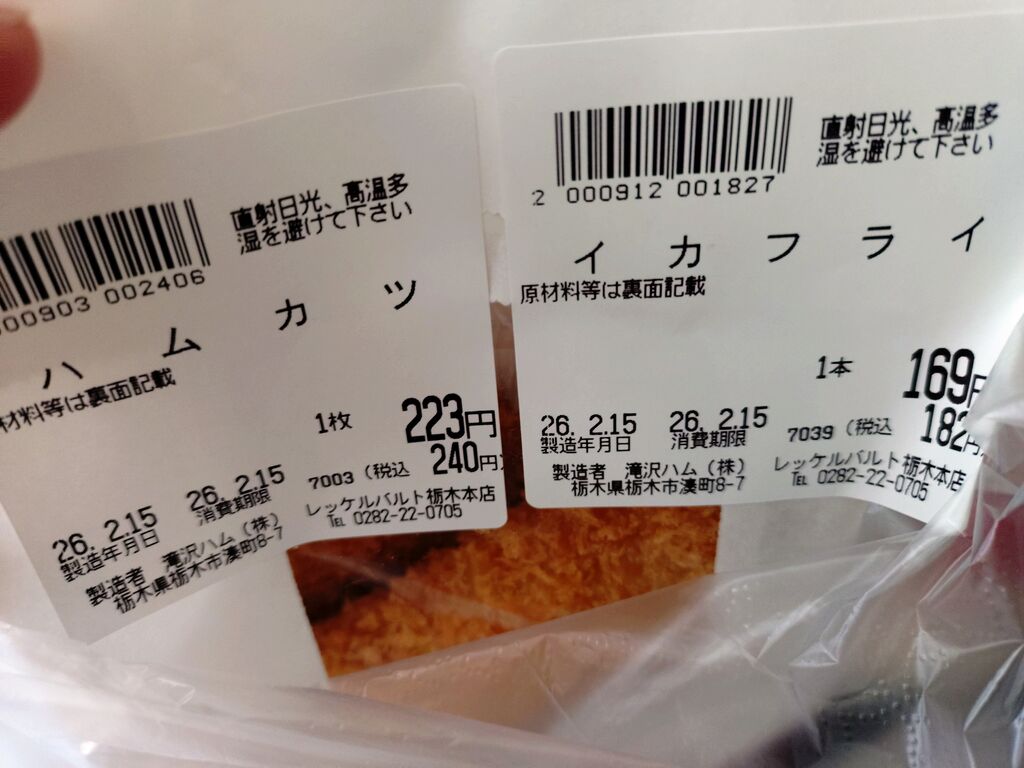 000903 002406
直射日光、高温多
湿を避けて下さい
ハムカツ
材料等は裏面記載
1枚 223円
26. 2.15 26. 2.15 7003 (税込 240円)
製造年月日 消費期限
レッケルバルト栃木本店
℡ 0282-22-0705
製造者 滝沢ハム(株)
栃木県栃木市湊町8-7
2 000912 001827
直射日光、高温多
湿を避けて下さい
イカフライ
原材料等は裏面記載
1本 169円
26. 2.15 26. 2.15 7039 (税込 182円
製造年月日 消費期限
レッケルバルト栃木本店
℡ 0282-22-0705
製造者 滝沢ハム(株)
栃木県栃木市湊町8-7